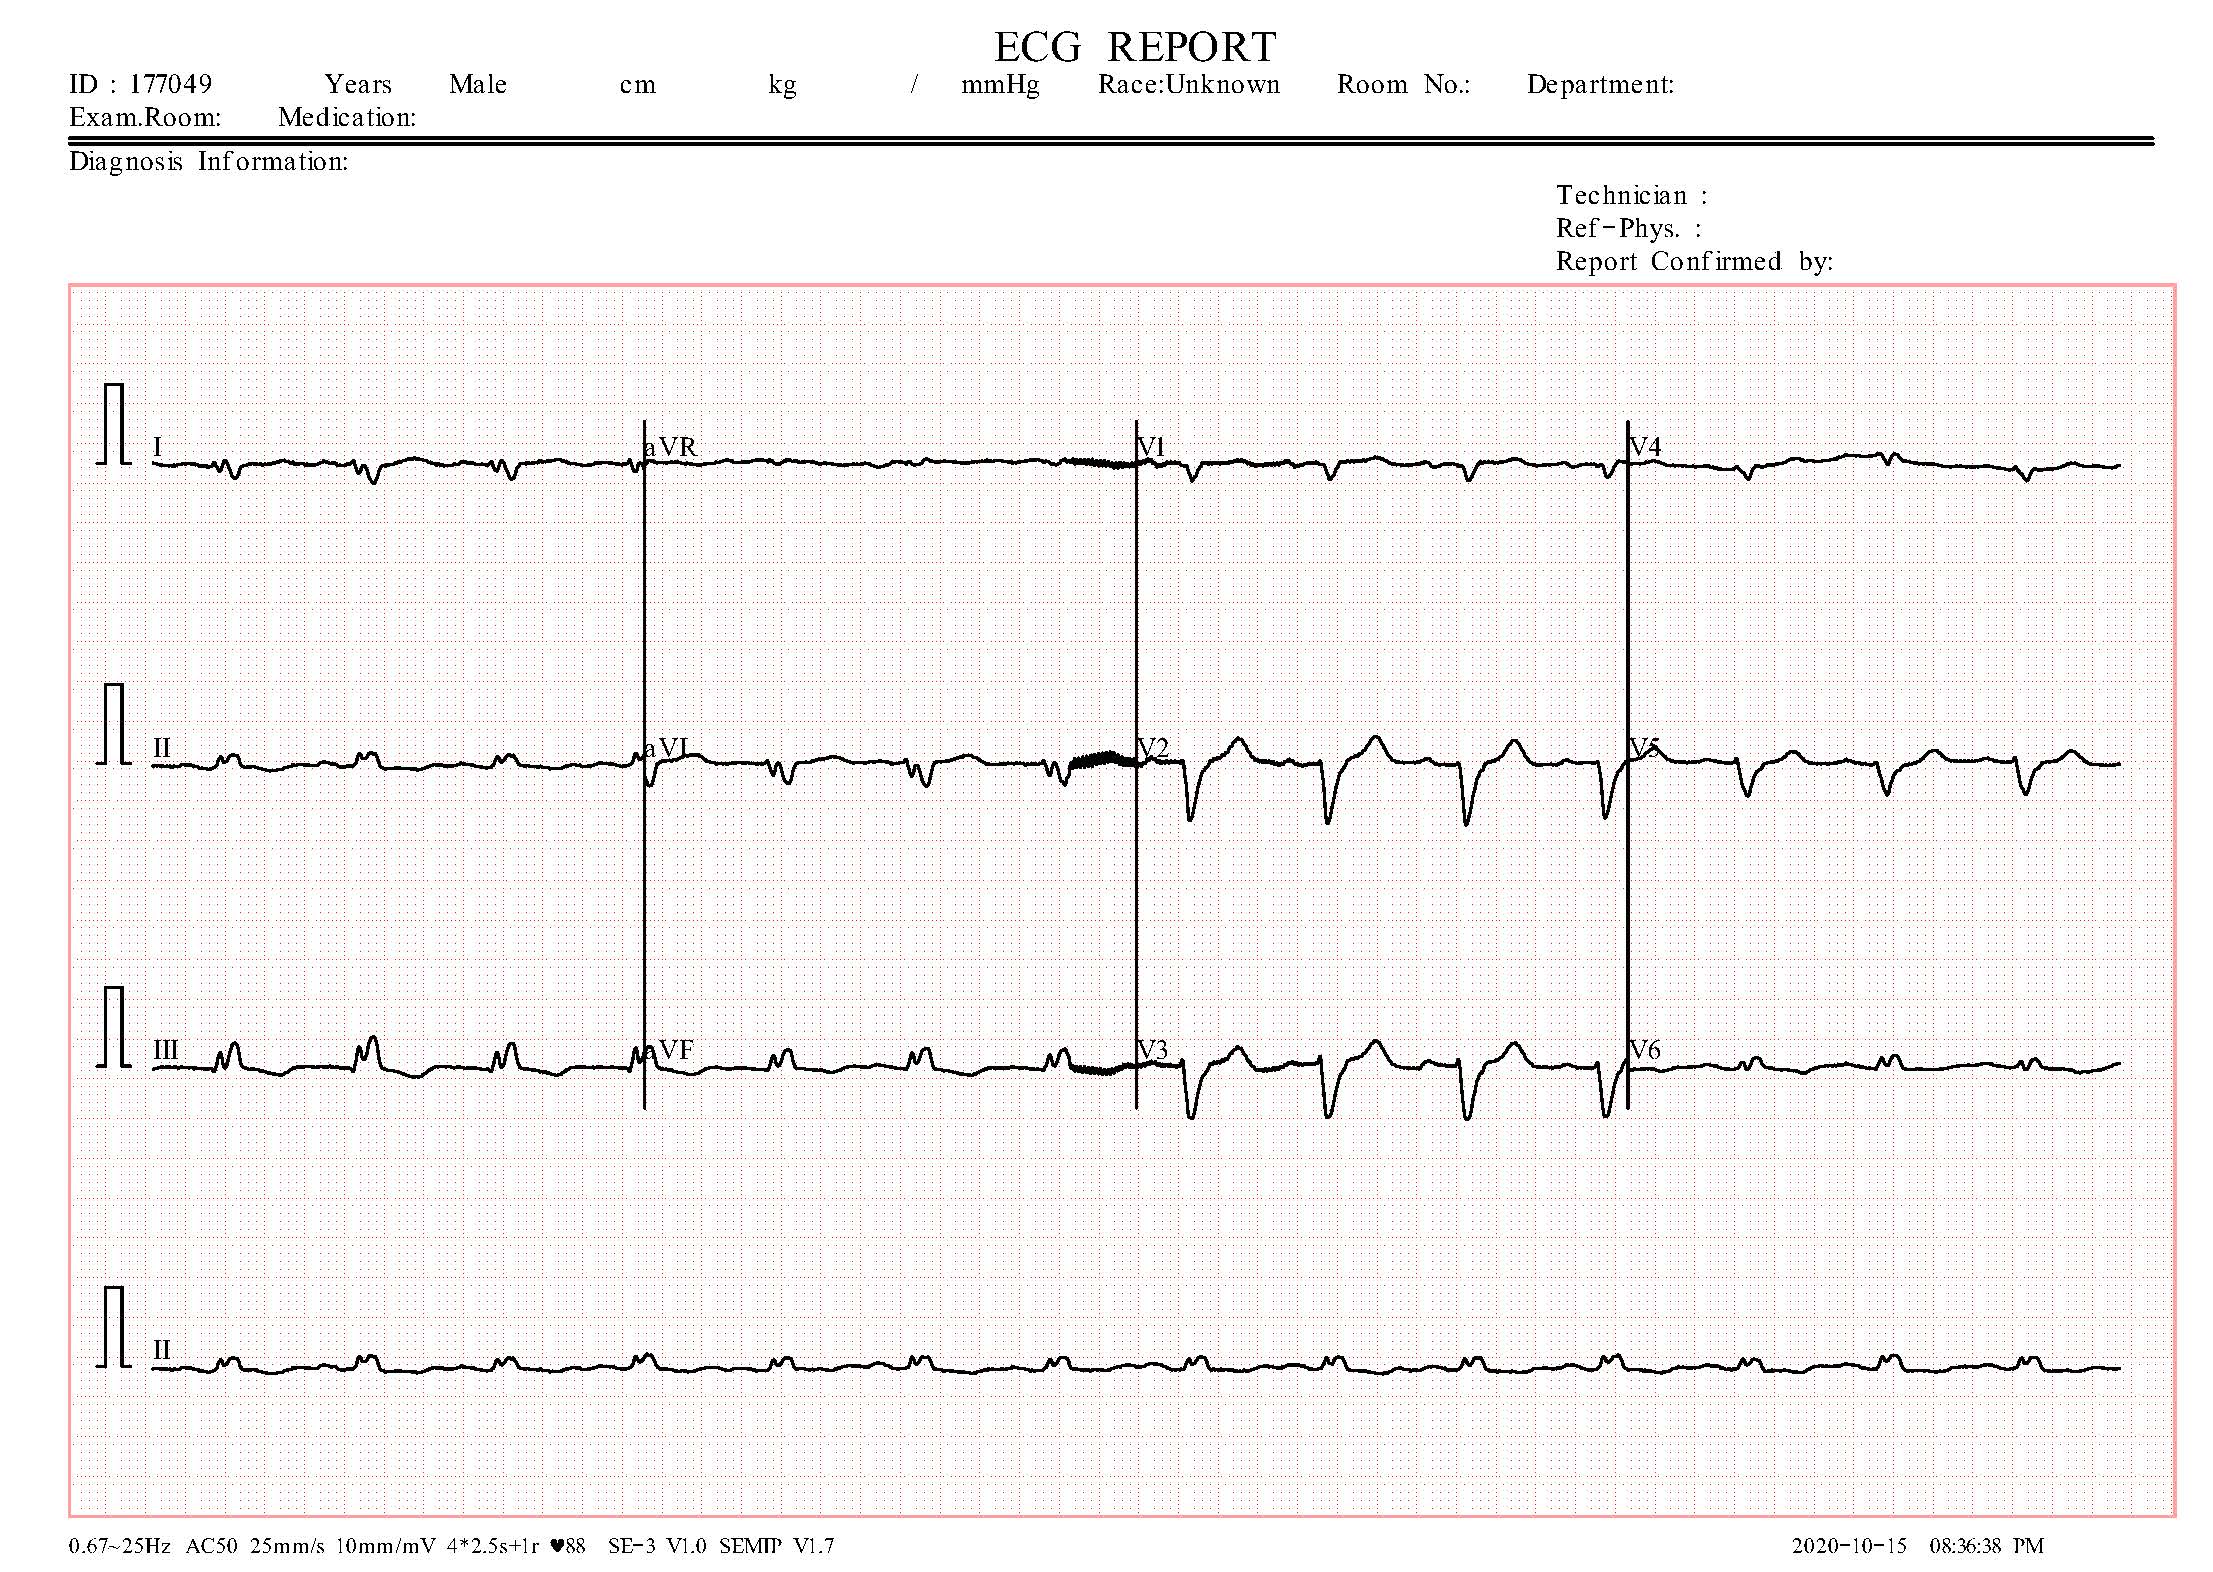 ECG REPORT
ID : 177049 Years Male cm kg / mmHg Race:Unknown Room No.: Department:
Exam.Room: Medication:
Diagnosis Information:
Technician :
Ref-Phys. :
Report Confirmed by:
I aVR V1 V4
II aVL V2 V5
III aVF V3 V6
II
0.67~25Hz AC50 25mm/s 10mm/mV 4*2.5s+1r ♥88 SE-3 V1.0 SEMIP V1.7 2020-10-15 08:36:38 PM